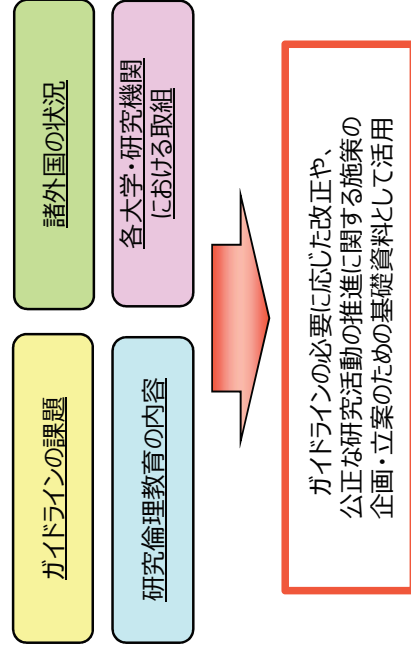 ガイドラインの課題
諸外国の状況
研究倫理教育の内容
各大学・研究機関
における取組
ガイドラインの必要に応じた改正や、
公正な研究活動の推進に関する施策の
企画・立案のための基礎資料として活用